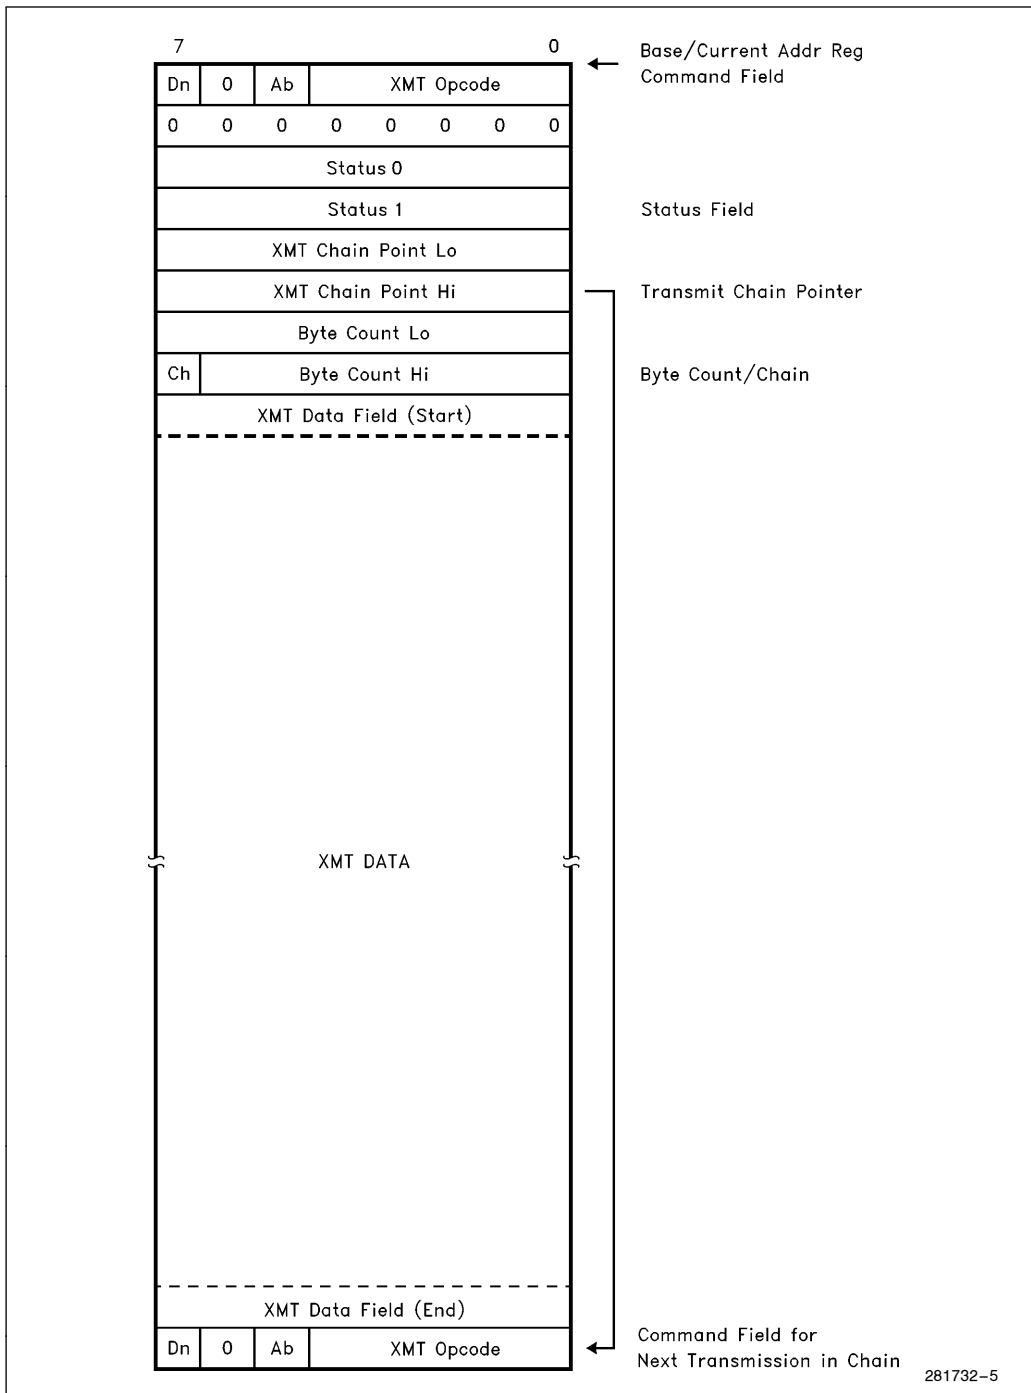 7 0 Base/Current Addr Reg
Command Field
Dn 0 Ab XMT Opcode
0 0 0 0 0 0 0 0
Status 0
Status 1 Status Field
XMT Chain Point Lo
XMT Chain Point Hi Transmit Chain Pointer
Byte Count Lo
Ch Byte Count Hi Byte Count/Chain
XMT Data Field (Start)
XMT DATA
XMT Data Field (End)
Dn 0 Ab XMT Opcode Command Field for
Next Transmission in Chain
281732-5